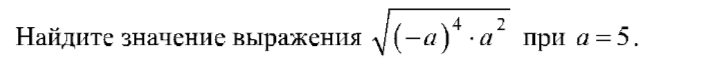 Найдите значение выражения √((−a)⁴ · a²) при a = 5.